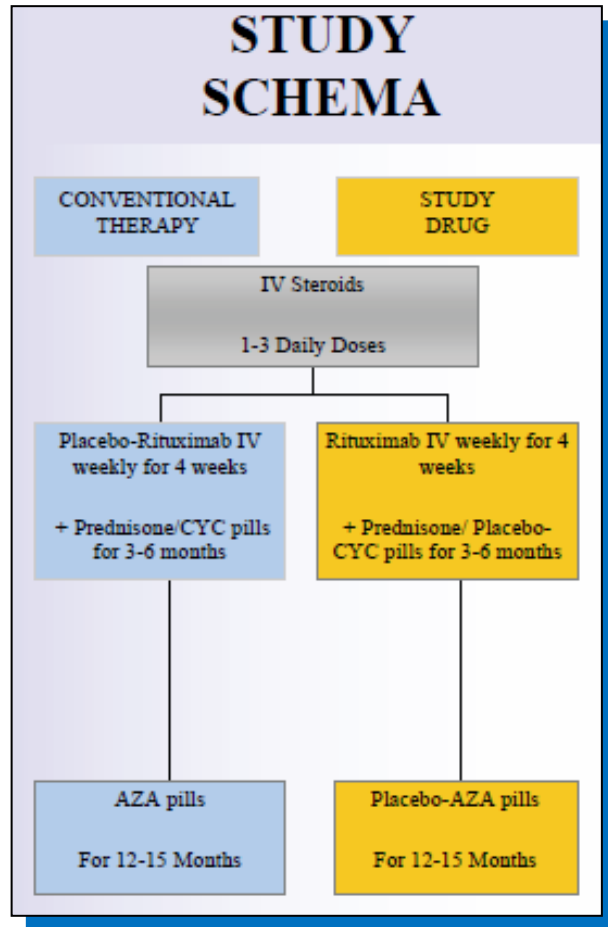 STUDY
SCHEMA
CONVENTIONAL
THERAPY
STUDY
DRUG
IV Steroids
1-3 Daily Doses
Placebo-Rituximab IV
weekly for 4 weeks
+ Prednisone/CYC pills
for 3-6 months
Rituximab IV weekly for 4
weeks
+ Prednisone/ Placebo-
CYC pills for 3-6 months
AZA pills
For 12-15 Months
Placebo-AZA pills
For 12-15 Months